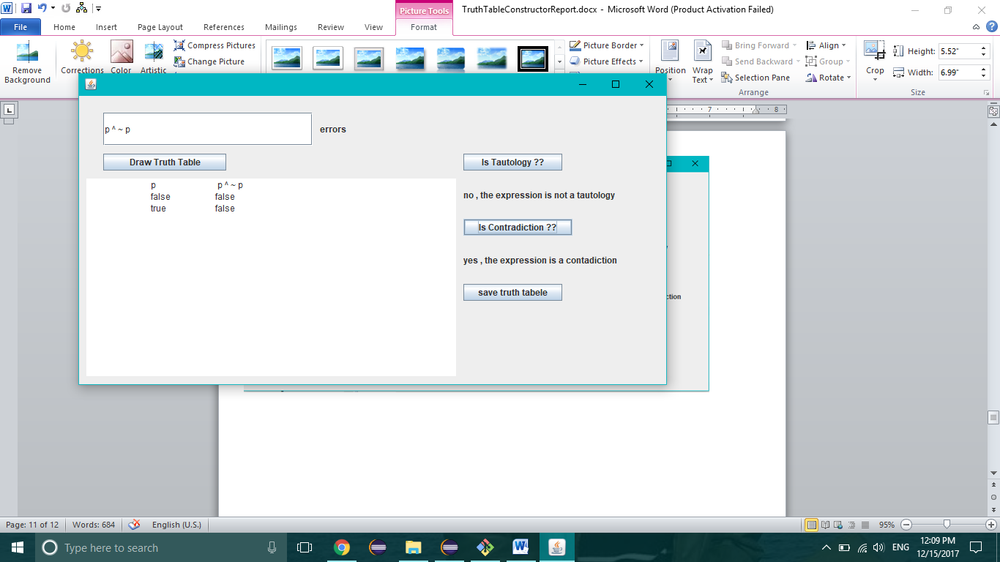 TruthTableConstructorReport.docx - Microsoft Word (Product Activation Failed)
Picture Tools
File Home Insert Page Layout References Mailings Review View Format
Remove Background
Corrections
Color
Artistic
Compress Pictures
Change Picture
Picture Border
Picture Effects
Position
Wrap Text
Bring Forward
Send Backward
Selection Pane
Align
Group
Rotate
Arrange
Crop
Height: 5.52"
Width: 6.99"
Size
7 8
p ^ ~ p
errors
Draw Truth Table
Is Tautology ??
p p ^ ~ p
false false
true false
no , the expression is not a tautology
Is Contradiction ??
yes , the expression is a contadiction
save truth tabele
ction
Page: 11 of 12 Words: 684 English (U.S.) 95%
Type here to search
ENG
12:09 PM
12/15/2017